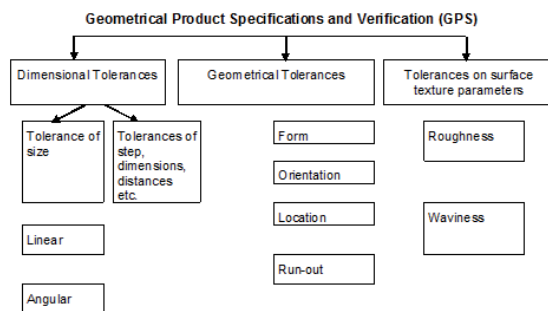 Geometrical Product Specifications and Verification (GPS)
Dimensional Tolerances
Geometrical Tolerances
Tolerances on surface
texture parameters
Tolerance of
size
Tolerances of
step,
dimensions,
distances
etc.
Form
Roughness
Orientation
Location
Waviness
Linear
Run-out
Angular